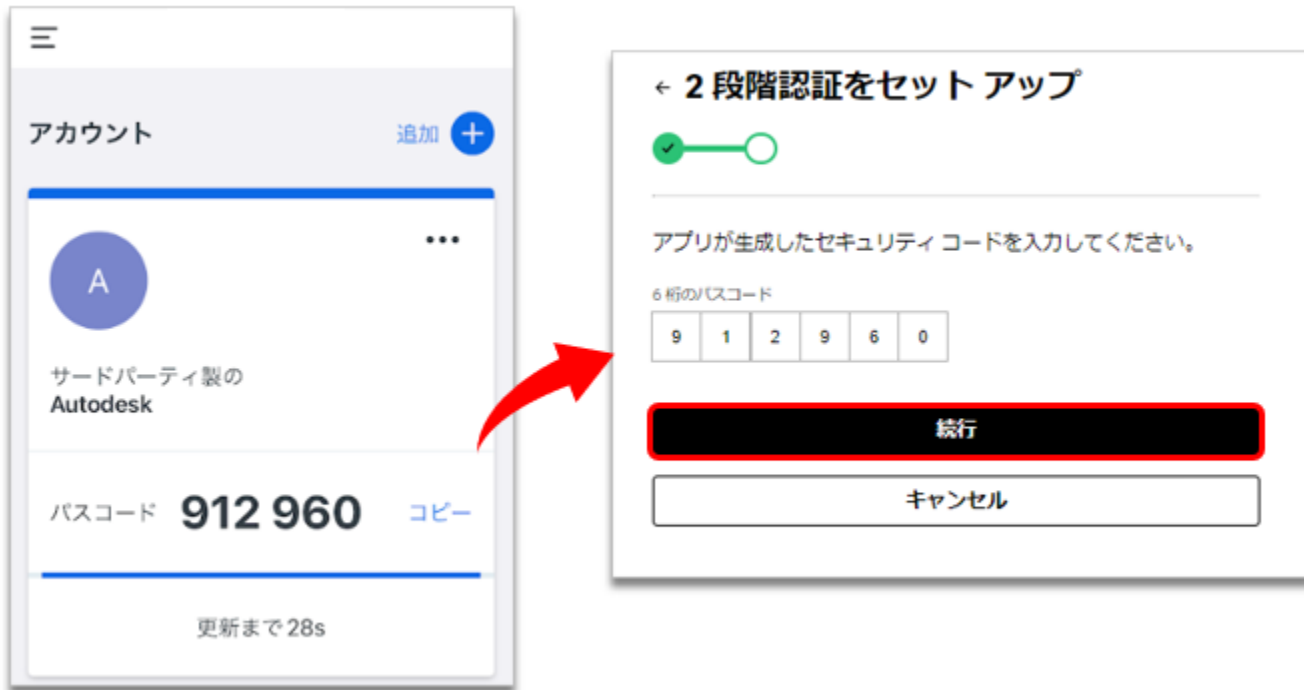 アカウント
追加
A
サードパーティ製の
Autodesk
パスコード 912 960 コピー
更新まで 28s
← 2 段階認証をセット アップ
アプリが生成したセキュリティ コードを入力してください。
6 桁のパスコード
9 1 2 9 6 0
続行
キャンセル